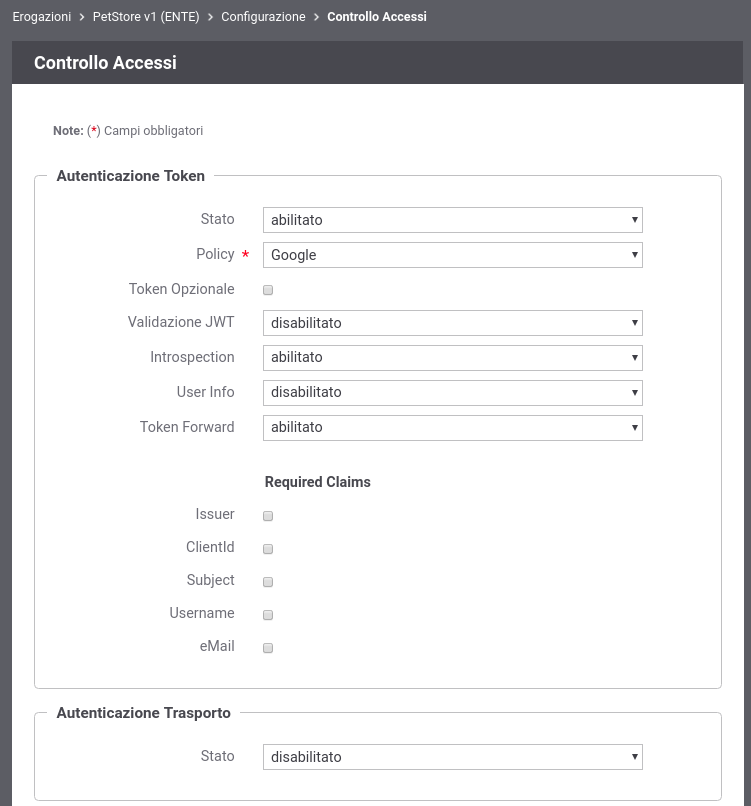 Erogazioni > PetStore v1 (ENTE) > Configurazione > Controllo Accessi
Controllo Accessi
Note: (*) Campi obbligatori
Autenticazione Token
Stato abilitato
Policy * Google
Token Opzionale
Validazione JWT disabilitato
Introspection abilitato
User Info disabilitato
Token Forward abilitato
Required Claims
Issuer
ClientId
Subject
Username
eMail
Autenticazione Trasporto
Stato disabilitato